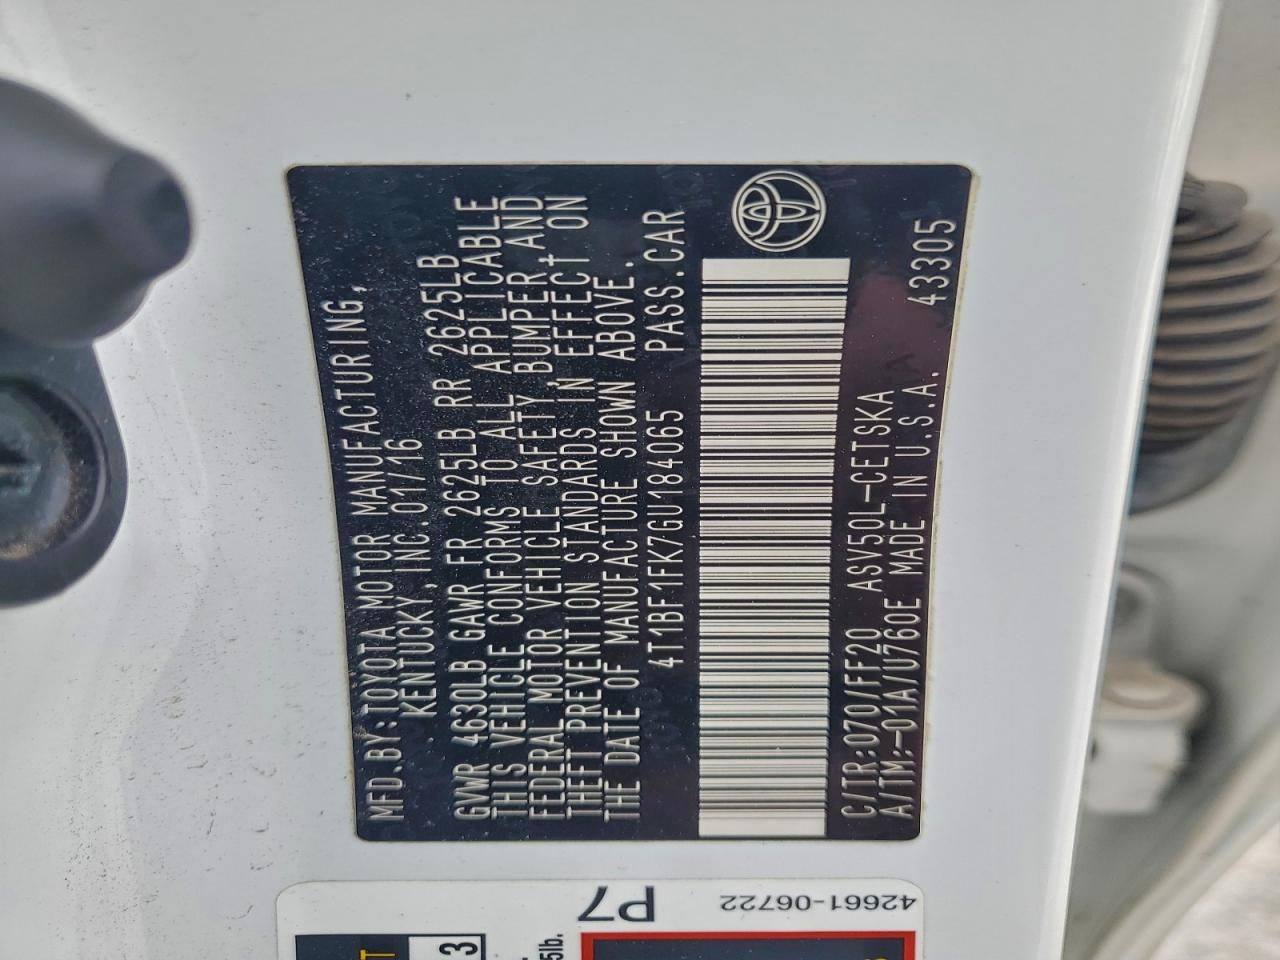 MFD.BY:TOYOTA MOTOR MANUFACTURING,
KENTUCKY, INC.01/16
GVWR 4630LB GAWR FR 2625LB RR 2625LB
THIS VEHICLE CONFORMS TO ALL APPLICABLE
FEDERAL MOTOR VEHICLE SAFETY, BUMPER, AND
THEFT PREVENTION STANDARDS IN EFFECT ON
THE DATE OF MANUFACTURE SHOWN ABOVE.
4T1BF1FK7GU184065 PASS.CAR
C/TR:070/FF20 ASV50L-CETSKA
A/TM:-01A/U760E MADE IN U.S.A. 43305
42661-06722
P7
3
5lb.